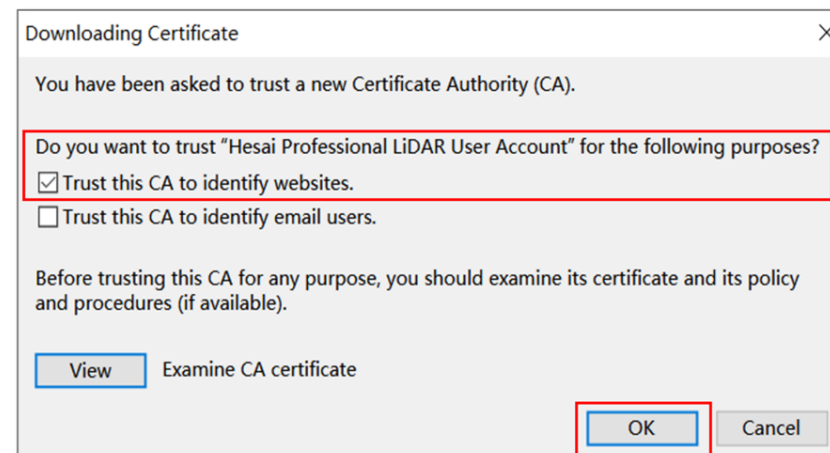 Downloading Certificate
You have been asked to trust a new Certificate Authority (CA).
Do you want to trust “Hesai Professional LiDAR User Account” for the following purposes?
Trust this CA to identify websites.
Trust this CA to identify email users.
Before trusting this CA for any purpose, you should examine its certificate and its policy
and procedures (if available).
View Examine CA certificate
OK Cancel